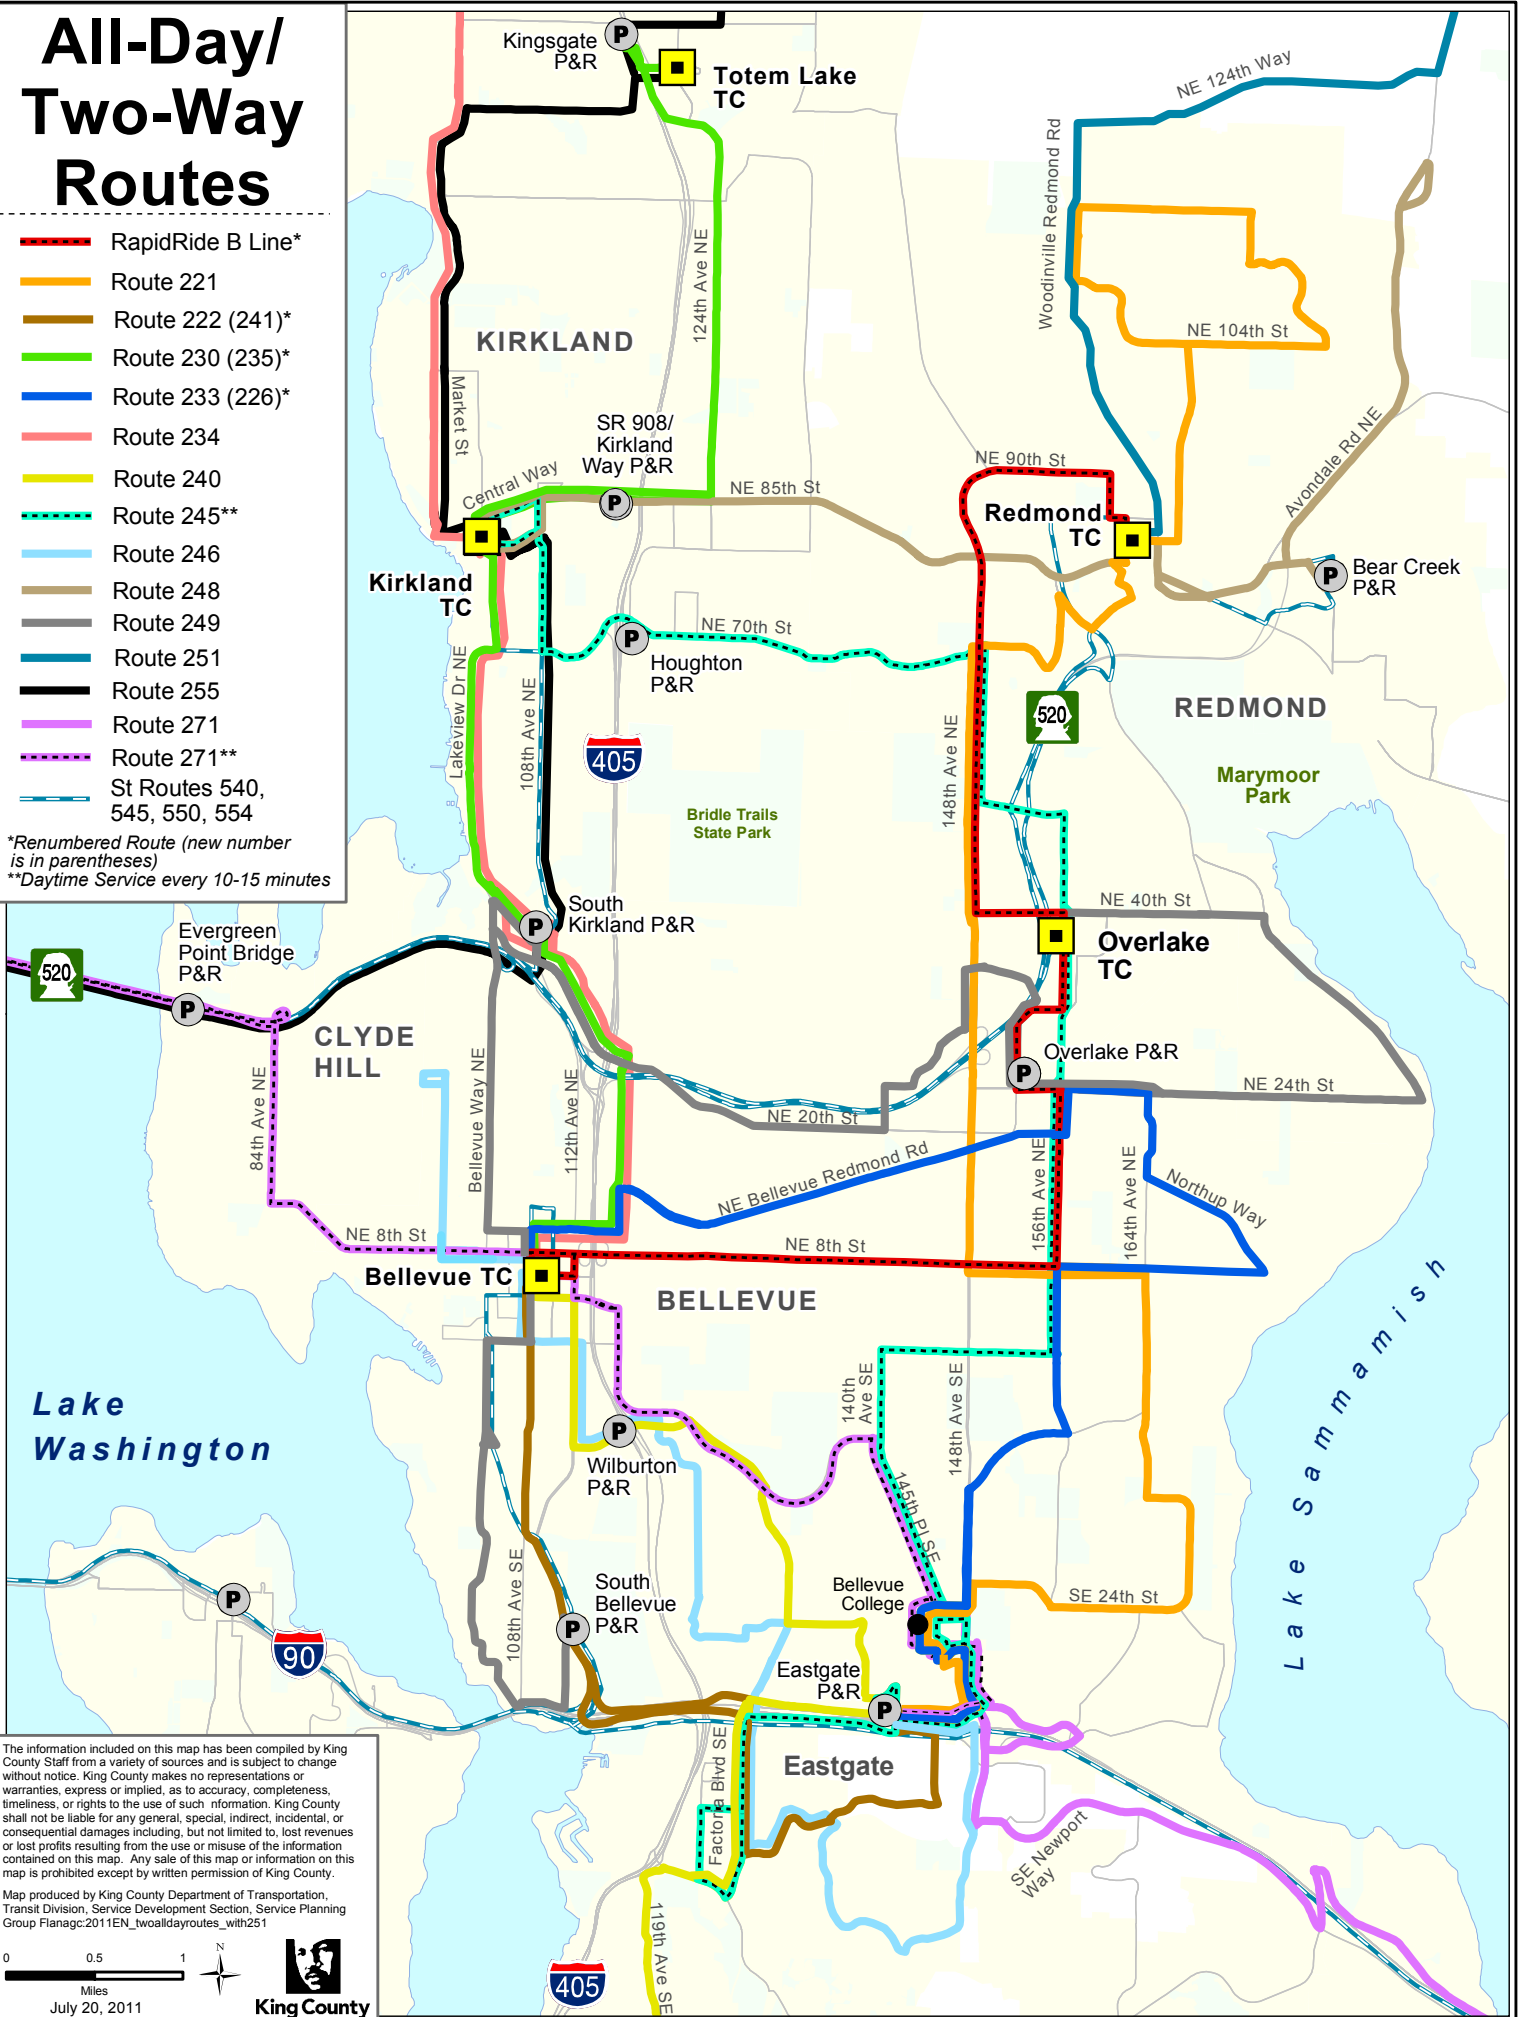 All-Day/
Two-Way
Routes
RapidRide B Line*
Route 221
Route 222 (241)*
Route 230 (235)*
Route 233 (226)*
Route 234
Route 240
Route 245**
Route 246
Route 248
Route 249
Route 251
Route 255
Route 271
Route 271**
St Routes 540,
545, 550, 554
*Renumbered Route (new number
is in parentheses)
**Daytime Service every 10-15 minutes
Kingsgate
P&R
P
Totem Lake
TC
NE 124th Way
Woodinville Redmond Rd
124th Ave NE
KIRKLAND
NE 104th St
Market St
SR 908/
Kirkland
Way P&R
P
Central Way
NE 85th St
NE 90th St
Avondale Rd NE
Redmond
TC
Kirkland
TC
P
Bear Creek
P&R
NE 70th St
P
Houghton
P&R
Lakeview Dr NE
108th Ave NE
405
148th Ave NE
520
REDMOND
Marymoor
Park
Bridle Trails
State Park
South
Kirkland P&R
P
NE 40th St
Overlake
TC
Evergreen
Point Bridge
P&R
520
P
CLYDE
HILL
Overlake P&R
P
NE 24th St
84th Ave NE
Bellevue Way NE
112th Ave NE
NE 20th St
NE Bellevue Redmond Rd
156th Ave NE
164th Ave NE
Northup Way
NE 8th St
NE 8th St
Bellevue TC
BELLEVUE
Lake
Washington
Lake Sammamish
140th
Ave SE
148th Ave SE
P
Wilburton
P&R
145th Pl SE
108th Ave SE
South
Bellevue
P&R
P
Bellevue
College
SE 24th St
P
90
Eastgate
P&R
P
Eastgate
Factoria Blvd SE
SE Newport
Way
119th Ave SE
405
The information included on this map has been compiled by King
County Staff from a variety of sources and is subject to change
without notice. King County makes no representations or
warranties, express or implied, as to accuracy, completeness,
timeliness, or rights to the use of such nformation. King County
shall not be liable for any general, special, indirect, incidental, or
consequential damages including, but not limited to, lost revenues
or lost profits resulting from the use or misuse of the information
contained on this map. Any sale of this map or information on this
map is prohibited except by written permission of King County.
Map produced by King County Department of Transportation,
Transit Division, Service Development Section, Service Planning
Group Flanagc:2011EN_twoalldayroutes_with251
0 0.5 1
Miles
July 20, 2011
N
King County